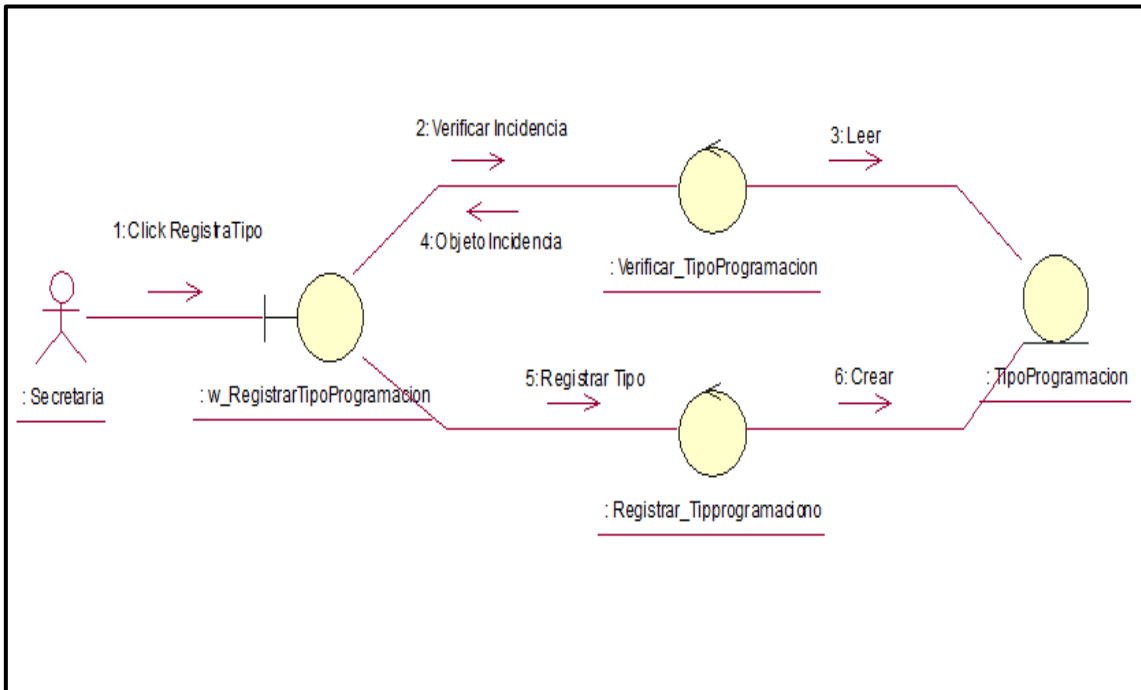 2: Verificar Incidencia
3: Leer
1: Click RegistraTipo
4: Objeto Incidencia
: Verificar_TipoProgramacion
5: Registrar Tipo
6: Crear
: Secretaria
: w_RegistrarTipoProgramacion
: TipoProgramacion
: Registrar_Tipprogramaciono